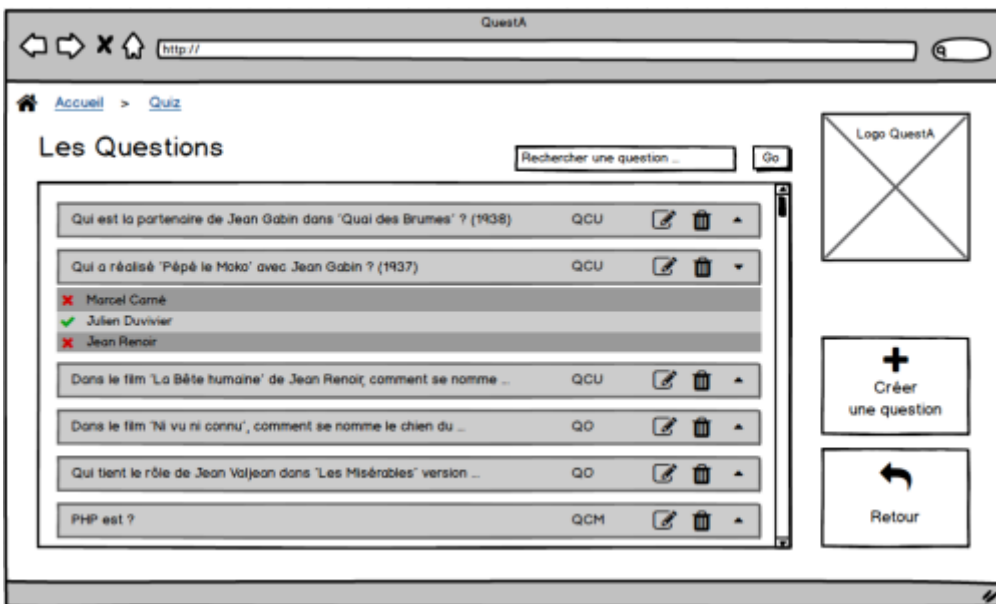 QuestA
http://
Accueil > Quiz
Les Questions
Rechercher une question ...
Go
Logo QuestA
Qui est la partenaire de Jean Gabin dans "Quai des Brumes" ? (1938) QCU
Qui a réalisé "Pépé le Moko" avec Jean Gabin ? (1937) QCU
Marcel Carné
Julien Duvivier
Jean Renoir
Dans le film "La Bête humaine" de Jean Renoir, comment se nomme ... QCU
Dans le film "Ni vu ni connu", comment se nomme le chien du ... QO
Qui tient le rôle de Jean Valjean dans "Les Misérables" version ... QO
PHP est ? QCM
Créer
une question
Retour